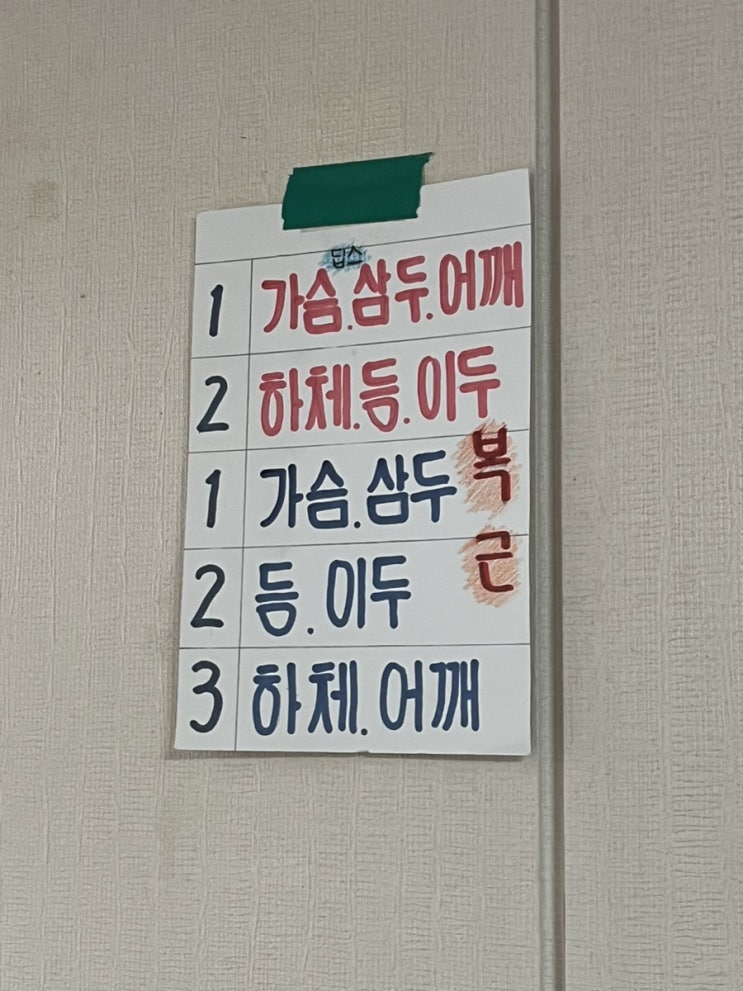 딥스
1 가슴.삼두.어깨
2 하체.등.이두
1 가슴.삼두
2 등.이두
3 하체.어깨
복
근